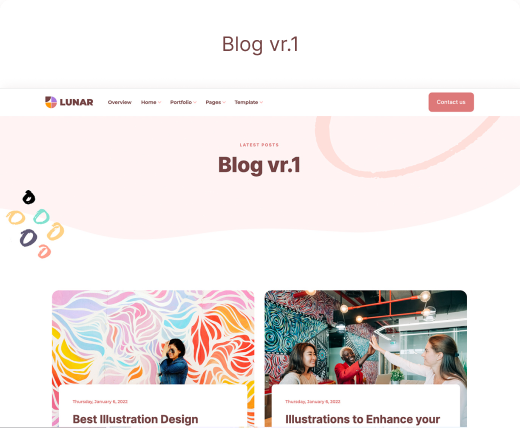 Blog vr.1
LUNAR Overview Home Portfolio Pages Template Contact us
LATEST POSTS
Blog vr.1
Thursday, January 6, 2022
Best Illustration Design
Thursday, January 6, 2022
Illustrations to Enhance your